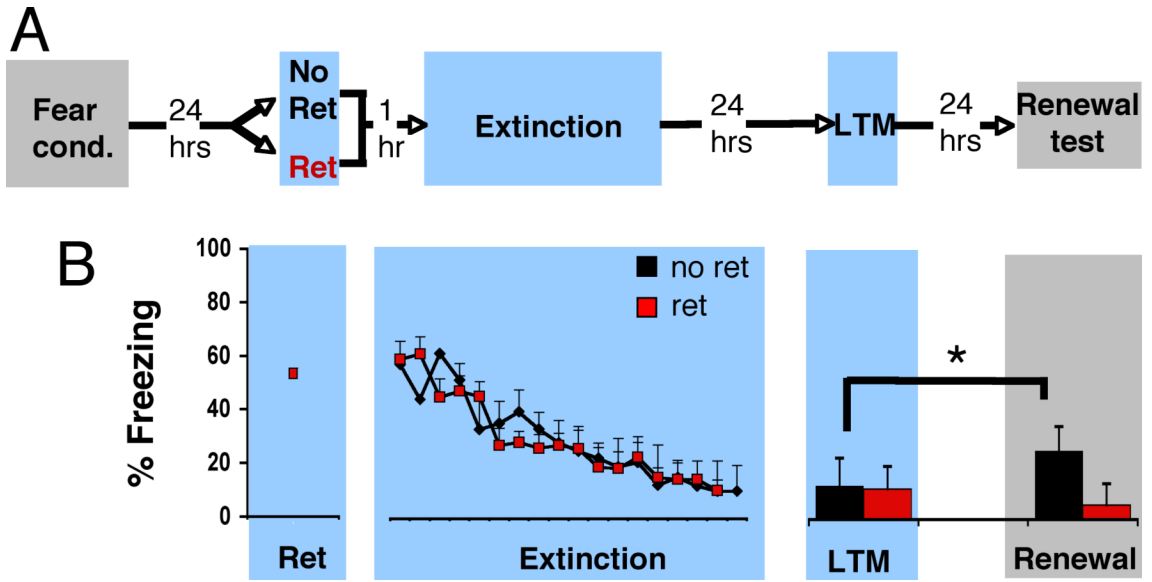 A
Fear
cond.
24
hrs
No
Ret
Ret
1
hr
Extinction
24
hrs
LTM
24
hrs
Renewal
test
B
% Freezing
100
80
60
40
20
0
no ret
ret
*
Ret
Extinction
LTM
Renewal